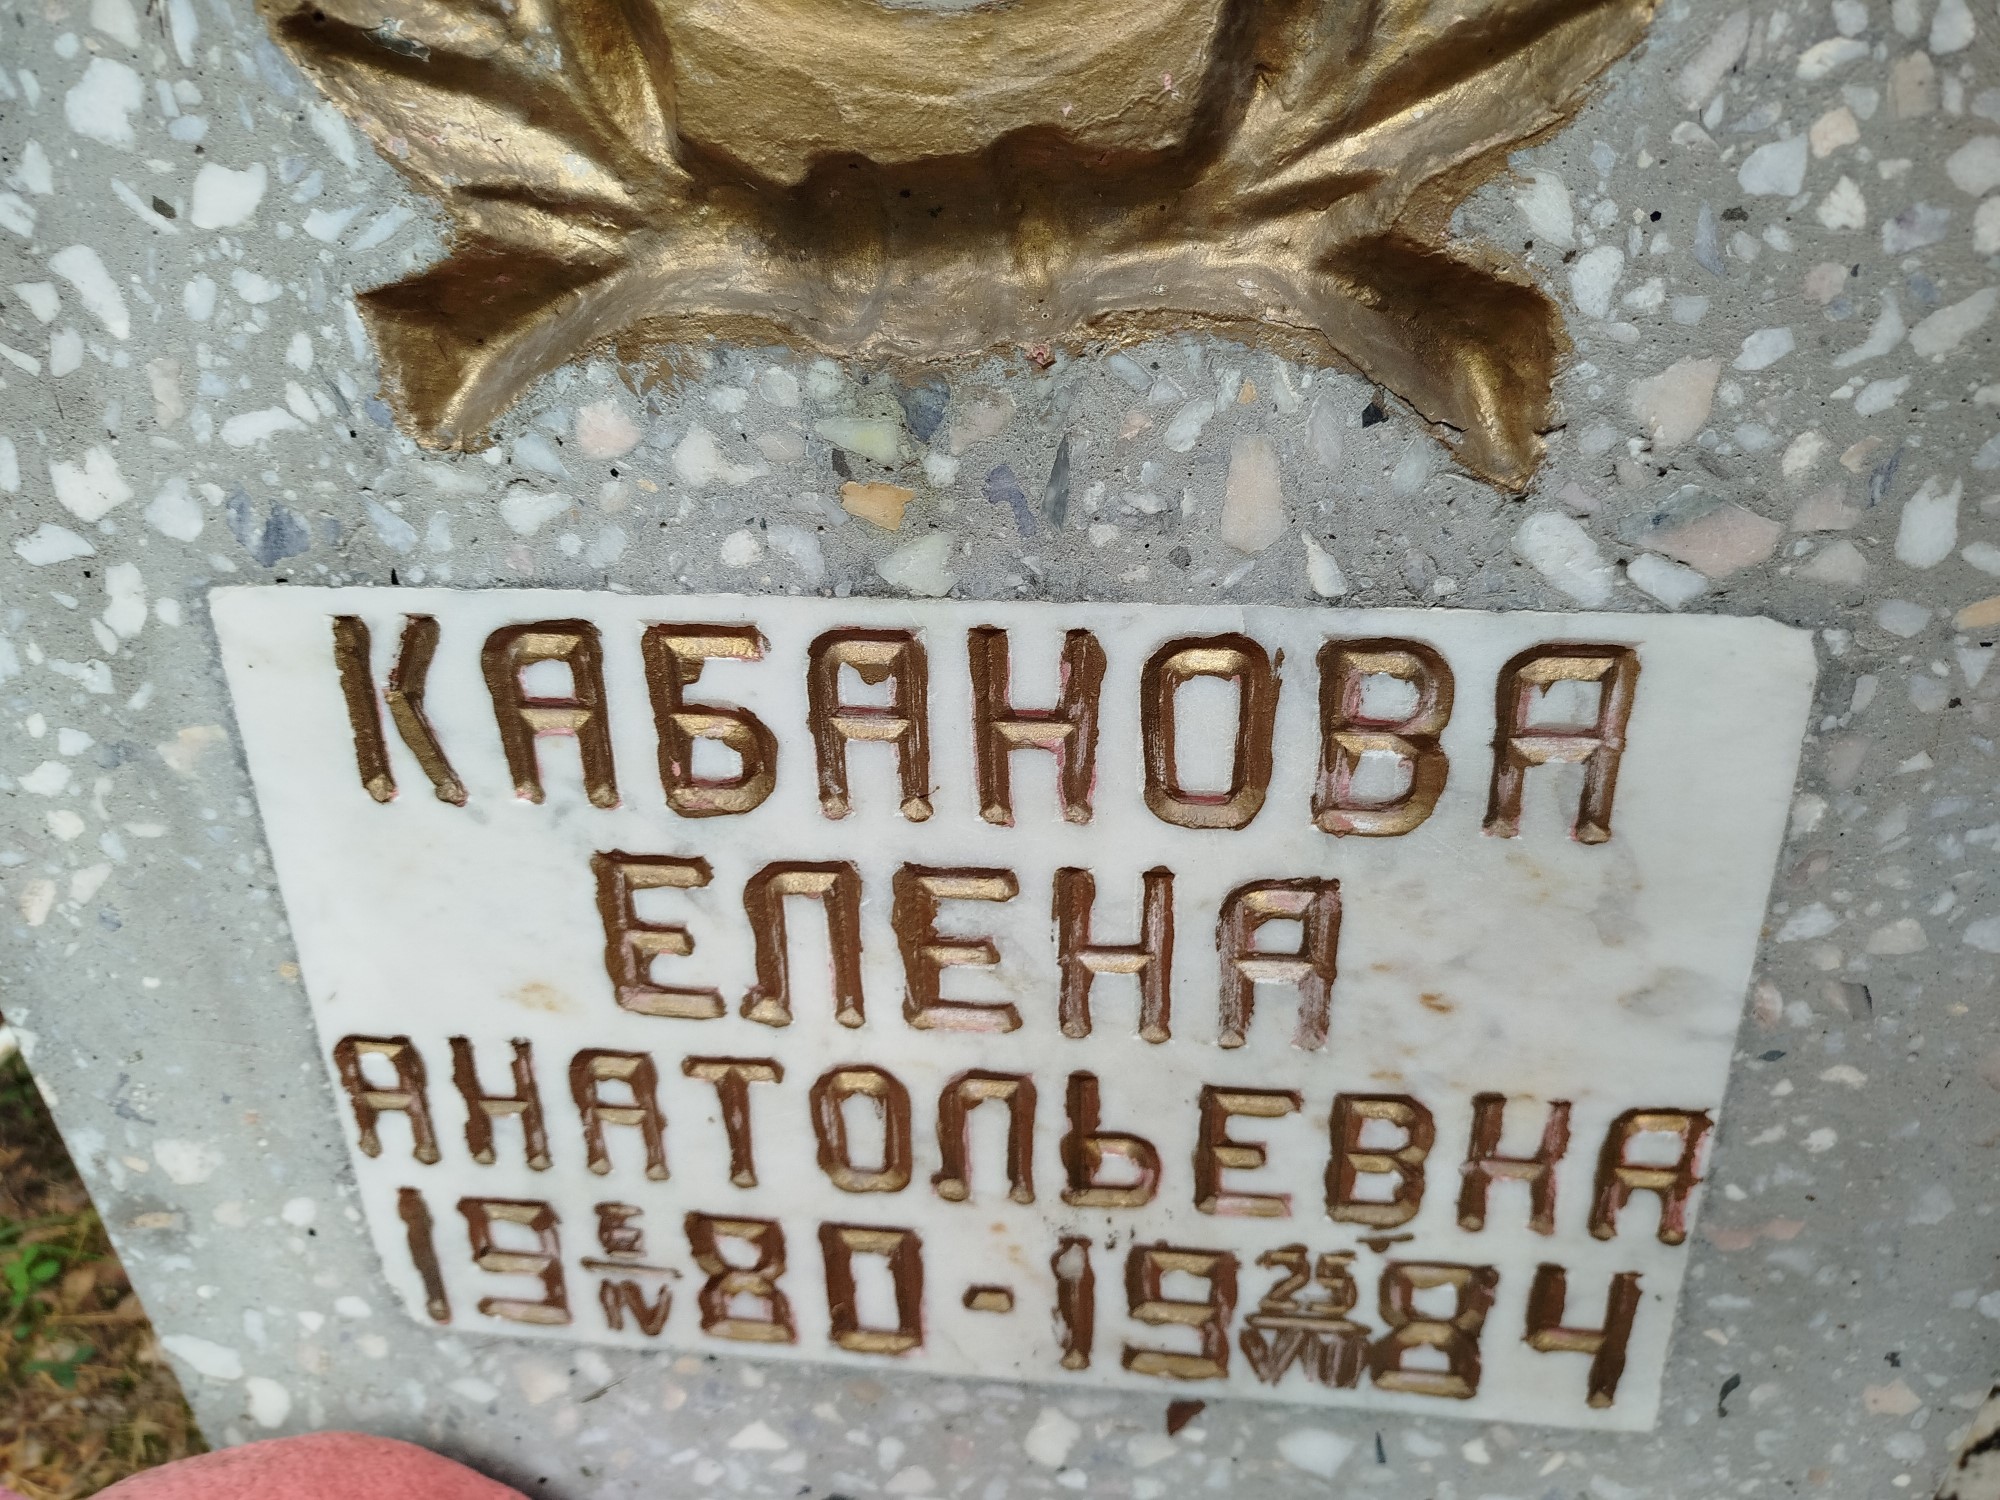 КАБАНОВА
ЕЛЕНА
АНАТОЛЬЕВНА
19 6/IV 80 - 19 25/VII 84